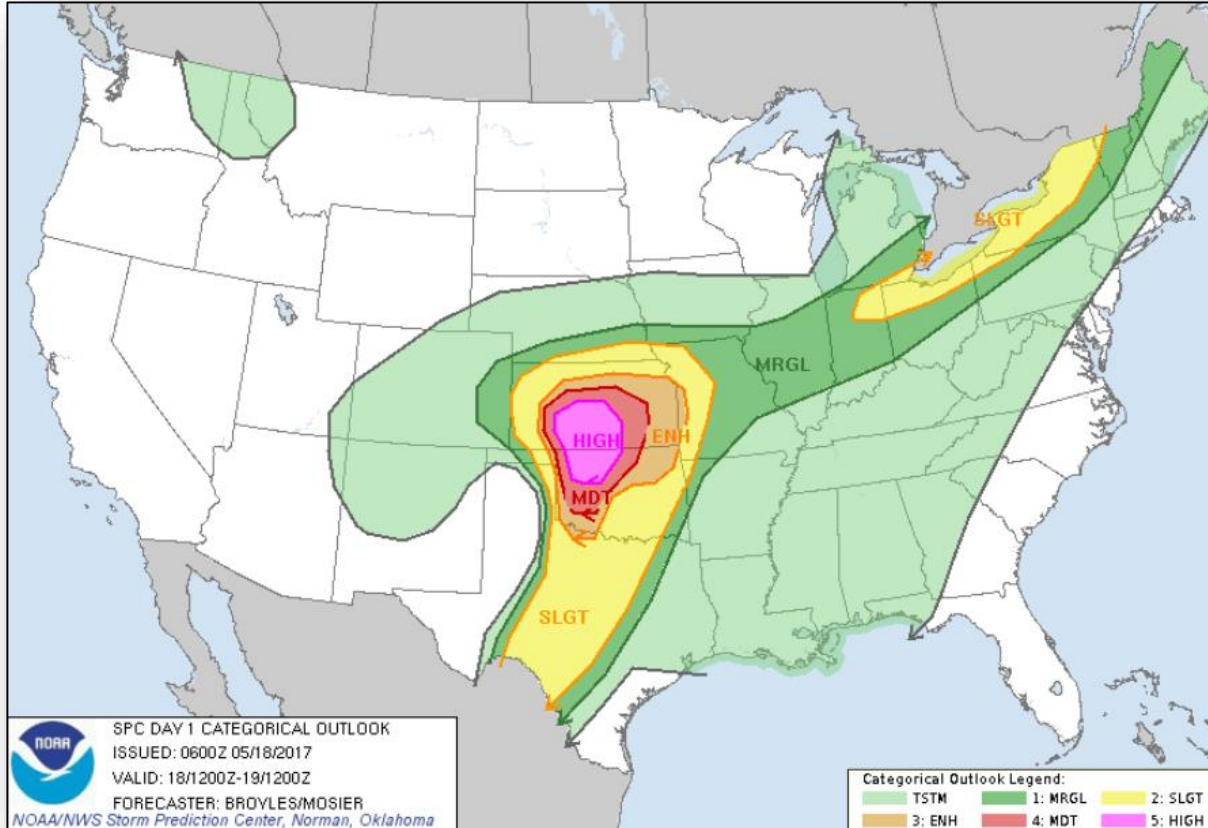 SLGT
MRGL
HIGH
ENH
MDT
SLGT
NOAA
SPC DAY 1 CATEGORICAL OUTLOOK
ISSUED: 0600Z 05/18/2017
VALID: 18/1200Z-19/1200Z
FORECASTER: BROYLES/MOSIER
NOAA/NWS Storm Prediction Center, Norman, Oklahoma
Categorical Outlook Legend:
TSTM 1: MRGL 2: SLGT
3: ENH 4: MDT 5: HIGH